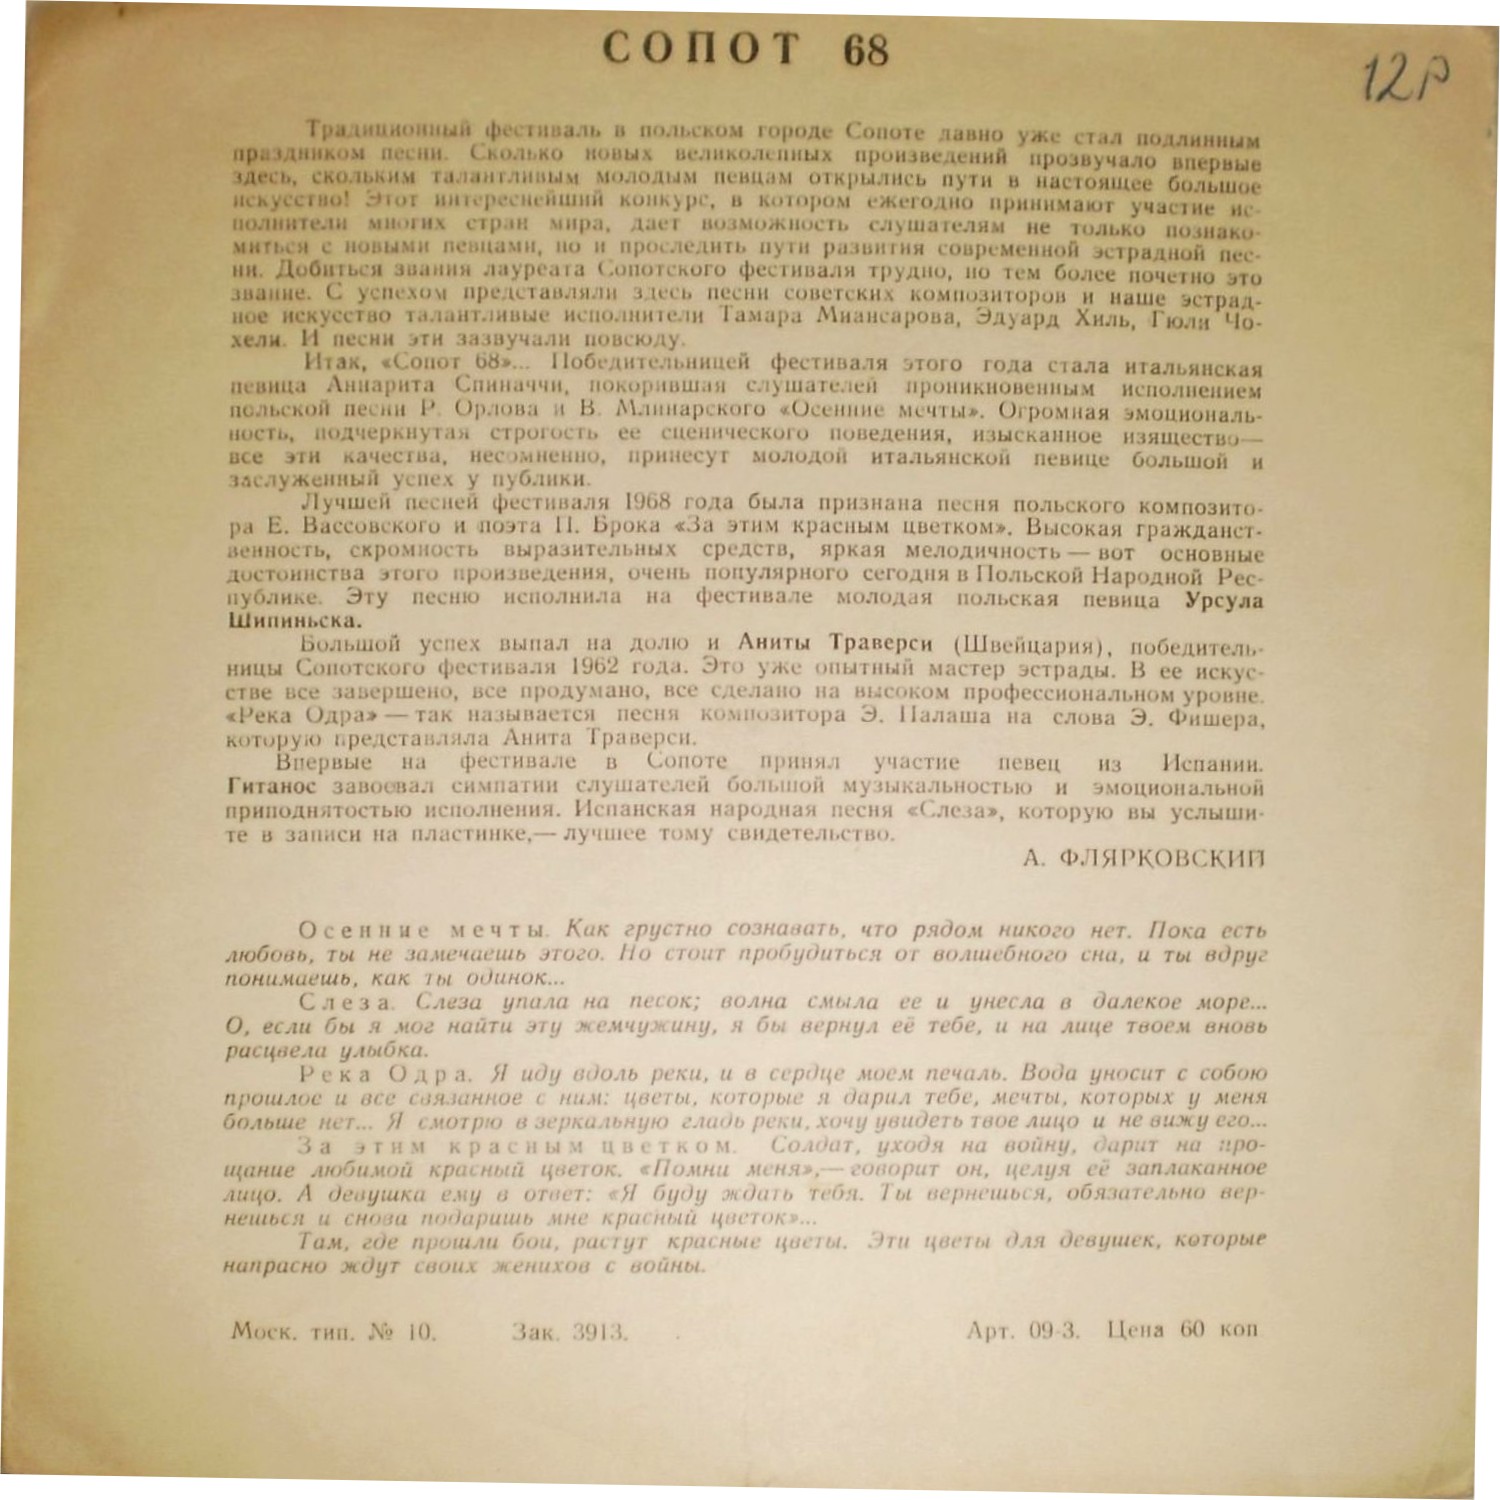 СОПОТ 68
12р
Традиционный фестиваль в польском городе Сопоте давно уже стал подлинным
праздником песни. Сколько новых великолепных произведений прозвучало впервые
здесь, скольким талантливым молодым певцам открылись пути в настоящее большое
искусство! Этот интереснейший конкурс, в котором ежегодно принимают участие ис-
полнители многих стран мира, дает возможность слушателям не только познако-
миться с новыми певцами, но и проследить пути развития современной эстрадной пес-
ни. Добиться звания лауреата Сопотского фестиваля трудно, но тем более почетно это
звание. С успехом представляли здесь песни советских композиторов и наше эстрад-
ное искусство талантливые исполнители Тамара Миансарова, Эдуард Хиль, Гюли Чо-
хели. И песни эти зазвучали повсюду.
Итак, «Сопот 68»... Победительницей фестиваля этого года стала итальянская
певица Аннарита Спиначчи, покорившая слушателей проникновенным исполнением
польской песни Р. Орлова и В. Млинарского «Осенние мечты». Огромная эмоциональ-
ность, подчеркнутая строгость ее сценического поведения, изысканное изящество—
все эти качества, несомненно, принесут молодой итальянской певице большой и
заслуженный успех у публики.
Лучшей песней фестиваля 1968 года была признана песня польского композито-
ра Е. Вассовского и поэта П. Брока «За этим красным цветком». Высокая гражданст-
венность, скромность выразительных средств, яркая мелодичность — вот основные
достоинства этого произведения, очень популярного сегодня в Польской Народной Рес-
публике. Эту песню исполнила на фестивале молодая польская певица Урсула
Шипиньска.
Большой успех выпал на долю и Аниты Траверси (Швейцария), победитель-
ницы Сопотского фестиваля 1962 года. Это уже опытный мастер эстрады. В ее искус-
стве все завершено, все продумано, все сделано на высоком профессиональном уровне.
«Река Одра» — так называется песня композитора Э. Палаша на слова Э. Фишера,
которую представляла Анита Траверси.
Впервые на фестивале в Сопоте принял участие певец из Испании.
Гитанос завоевал симпатии слушателей большой музыкальностью и эмоциональной
приподнятостью исполнения. Испанская народная песня «Слеза», которую вы услыши-
те в записи на пластинке,— лучшее тому свидетельство.
А. ФЛЯРКОВСКИЙ
Осенние мечты. Как грустно сознавать, что рядом никого нет. Пока есть
любовь, ты не замечаешь этого. Но стоит пробудиться от волшебного сна, и ты вдруг
понимаешь, как ты одинок...
Слеза. Слеза упала на песок; волна смыла ее и унесла в далекое море...
О, если бы я мог найти эту жемчужину, я бы вернул её тебе, и на лице твоем вновь
расцвела улыбка.
Река Одра. Я иду вдоль реки, и в сердце моем печаль. Вода уносит с собою
прошлое и все связанное с ним: цветы, которые я дарил тебе, мечты, которых у меня
больше нет... Я смотрю в зеркальную гладь реки, хочу увидеть твое лицо и не вижу его...
За этим красным цветком. Солдат, уходя на войну, дарит на про-
щание любимой красный цветок. «Помни меня»,— говорит он, целуя её заплаканное
лицо. А девушка ему в ответ: «Я буду ждать тебя. Ты вернешься, обязательно вер-
нешься и снова подаришь мне красный цветок»...
Там, где прошли бои, растут красные цветы. Эти цветы для девушек, которые
напрасно ждут своих женихов с войны.
Моск. тип. № 10. Зак. 3913. Арт. 09-3. Цена 60 коп